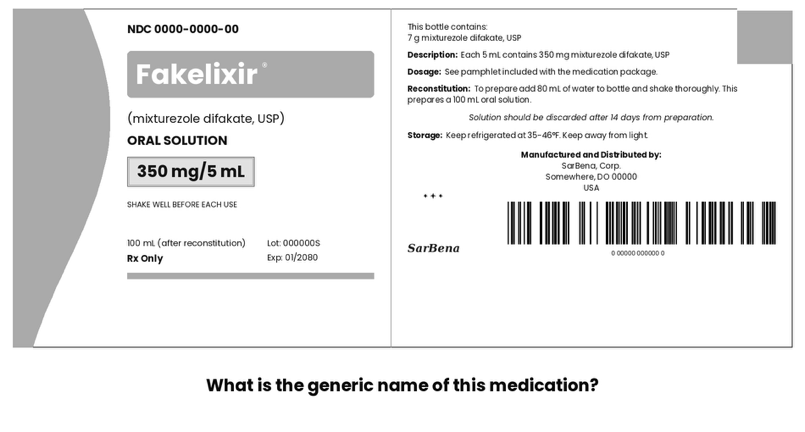 NDC 0000-0000-00
Fakelixir®
(mixturezole difakate, USP)
ORAL SOLUTION
350 mg/5 mL
SHAKE WELL BEFORE EACH USE
100 mL (after reconstitution) Lot: 000000S
Rx Only Exp: 01/2080
This bottle contains:
7 g mixturezole difakate, USP
Description: Each 5 mL contains 350 mg mixturezole difakate, USP
Dosage: See pamphlet included with the medication package.
Reconstitution: To prepare add 80 mL of water to bottle and shake thoroughly. This
prepares a 100 mL oral solution.
Solution should be discarded after 14 days from preparation.
Storage: Keep refrigerated at 35-46°F. Keep away from light.
Manufactured and Distributed by:
SarBena, Corp.
Somewhere, DO 00000
USA
SarBena
0 00000 000000 0
What is the generic name of this medication?